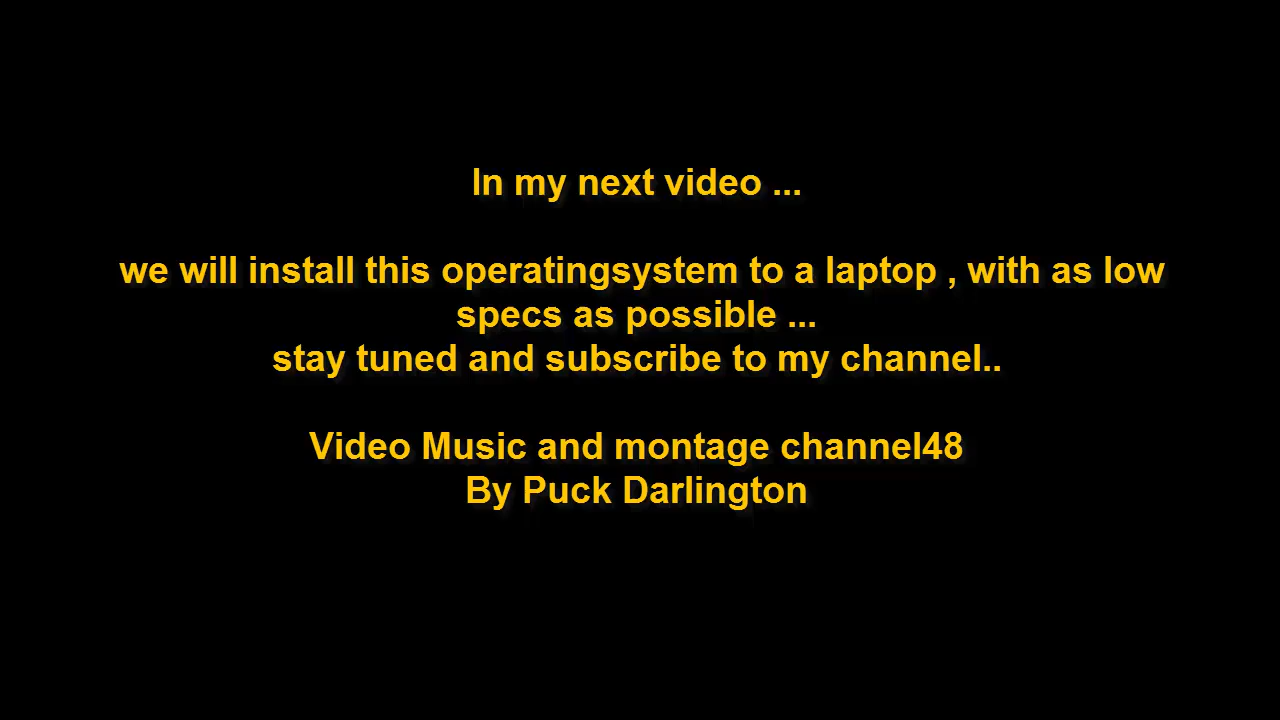 In my next video ...
we will install this operatingsystem to a laptop , with as low
specs as possible ...
stay tuned and subscribe to my channel..
Video Music and montage channel48
By Puck Darlington